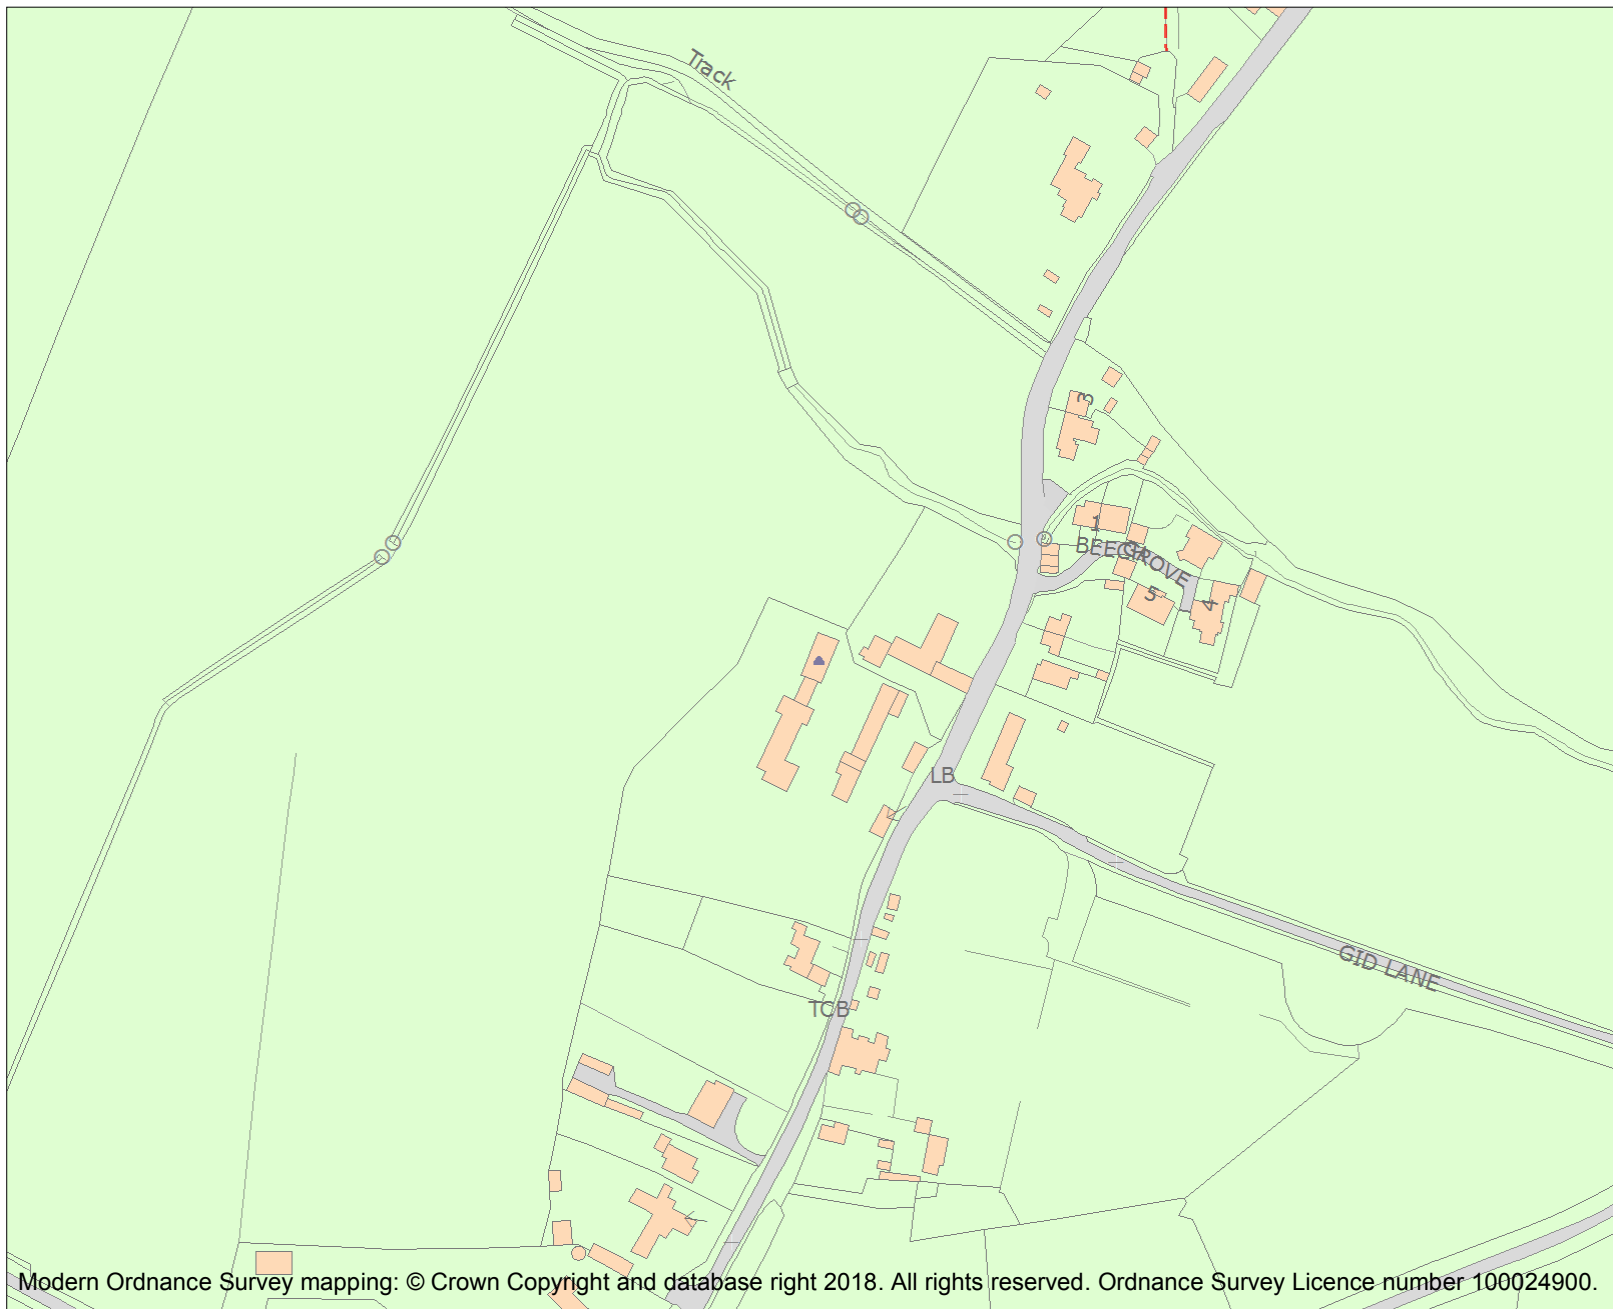 Track
3
1
BEECH
GROVE
5
4
LB
GID LANE
TCB
Modern Ordnance Survey mapping: © Crown Copyright and database right 2018. All rights reserved. Ordnance Survey Licence number 100024900.